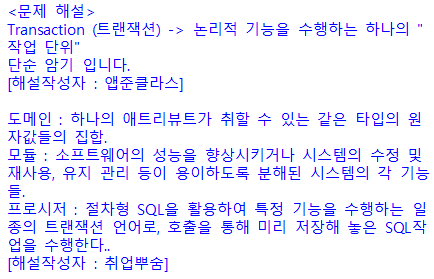 <문제 해설>
Transaction (트랜잭션) -> 논리적 기능을 수행하는 하나의 "
작업 단위"
단순 암기 입니다.
[해설작성자 : 앱준클라스]
도메인 : 하나의 애트리뷰트가 취할 수 있는 같은 타입의 원
자값들의 집합.
모듈 : 소프트웨어의 성능을 향상시키거나 시스템의 수정 및
재사용, 유지 관리 등이 용이하도록 분해된 시스템의 각 기능
들.
프로시저 : 절차형 SQL을 활용하여 특정 기능을 수행하는 일
종의 트랜잭션 언어로, 호출을 통해 미리 저장해 놓은 SQL작
업을 수행한다..
[해설작성자 : 취업뿌숨]